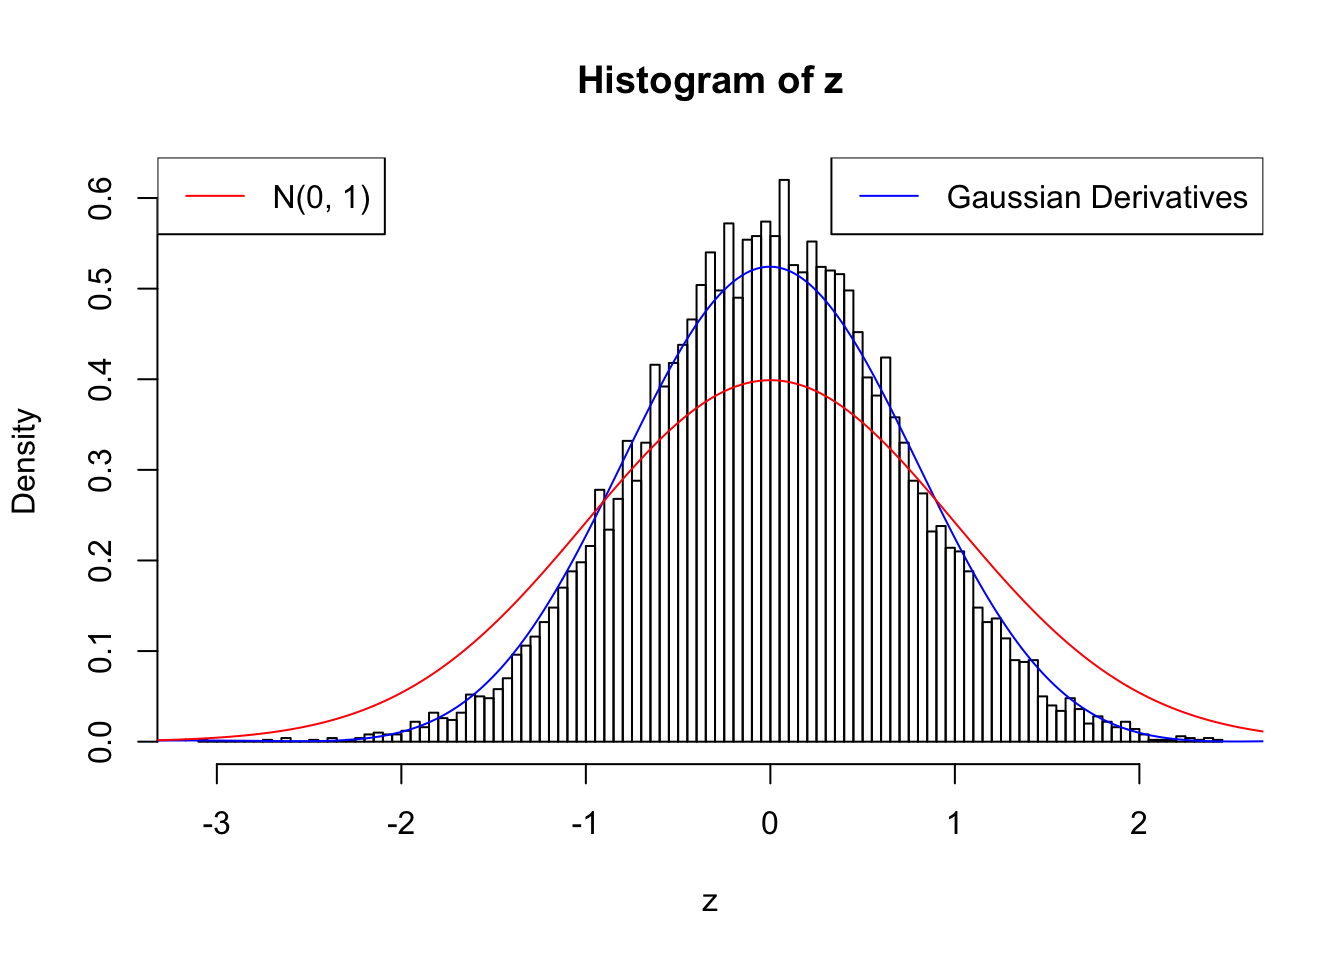 Histogram of z
N(0, 1)
Gaussian Derivatives
Density
0.6
0.5
0.4
0.3
0.2
0.1
0.0
-3 -2 -1 0 1 2
z